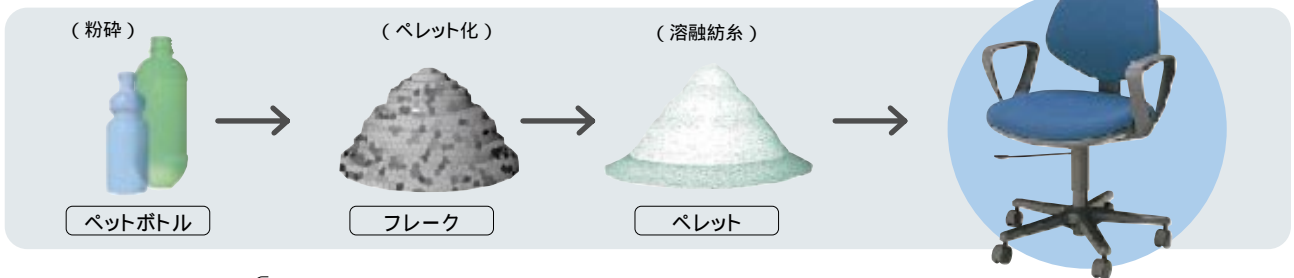 (粉砕)
(ペレット化)
(溶融紡糸)
ペットボトル
フレーク
ペレット